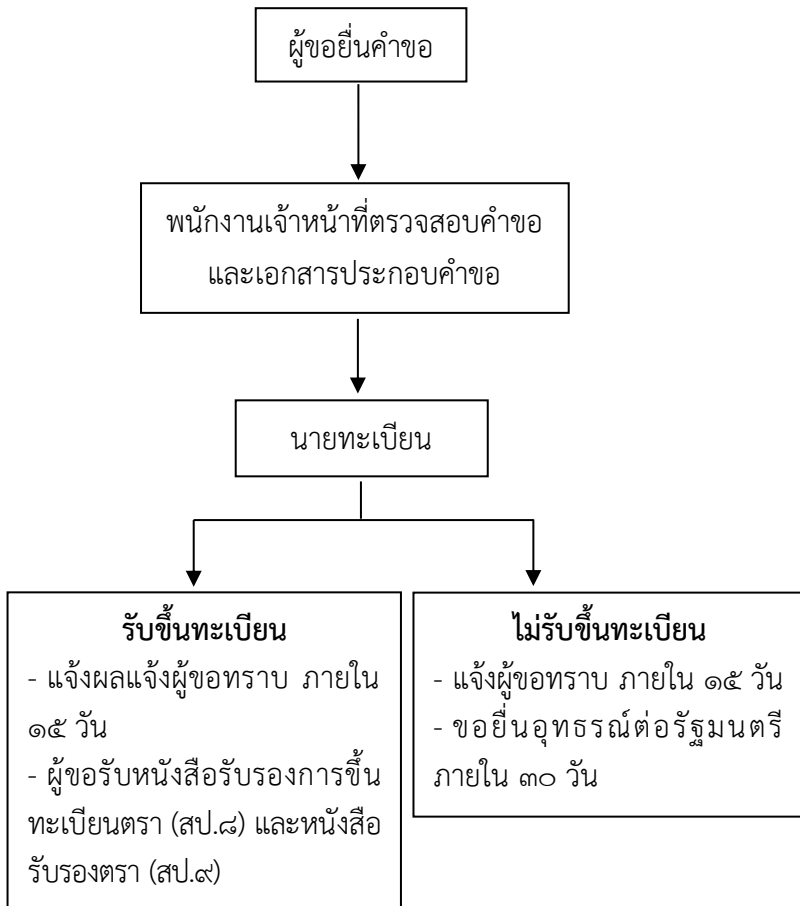 ผู้ขอยื่นคำขอ
พนักงานเจ้าหน้าที่ตรวจสอบคำขอ
และเอกสารประกอบคำขอ
นายทะเบียน
รับขึ้นทะเบียน
- แจ้งผลแจ้งผู้ขอทราบ ภายใน
๑๕ วัน
- ผู้ขอรับหนังสือรับรองการขึ้น
ทะเบียนตรา (สป.๘) และหนังสือ
รับรองตรา (สป.๙)
ไม่รับขึ้นทะเบียน
- แจ้งผู้ขอทราบ ภายใน ๑๕ วัน
- ขอยื่นอุทธรณ์ต่อรัฐมนตรี
ภายใน ๓๐ วัน